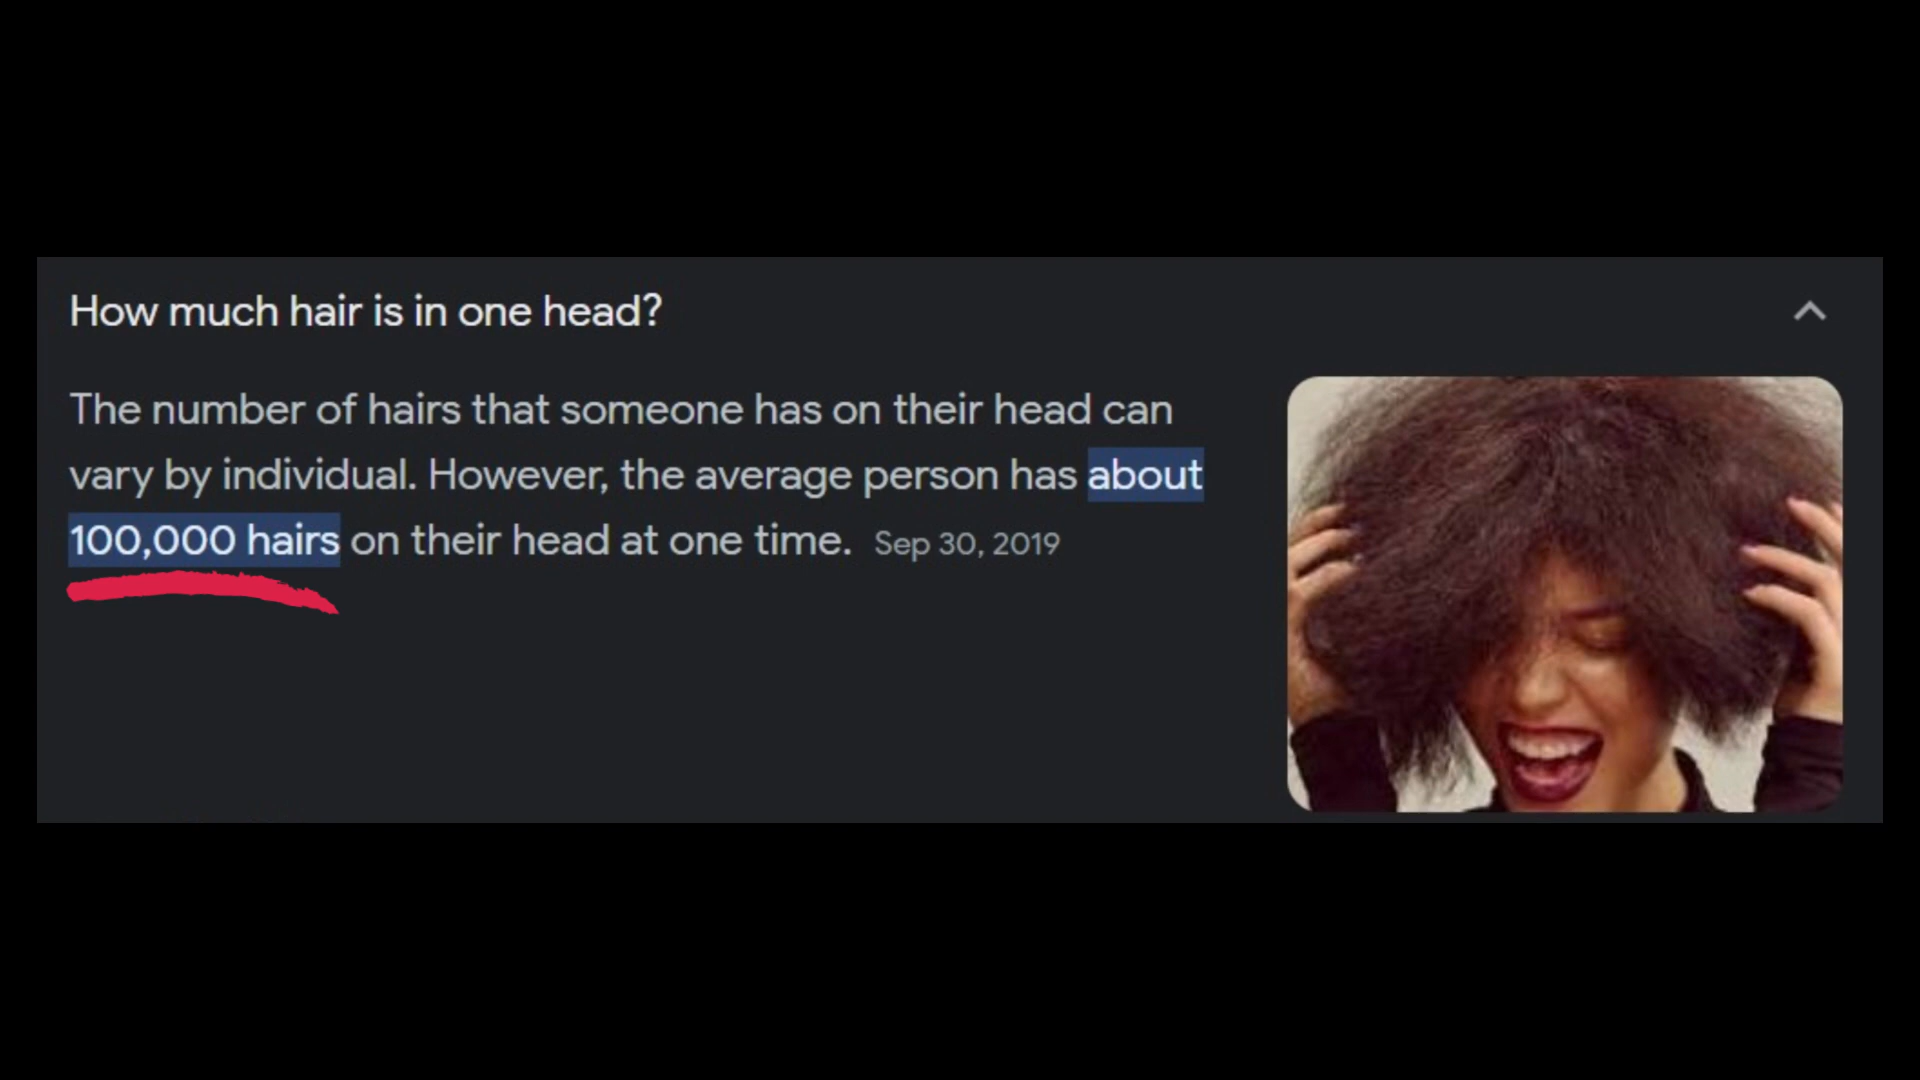 How much hair is in one head?
The number of hairs that someone has on their head can
vary by individual. However, the average person has about
100,000 hairs on their head at one time. Sep 30, 2019